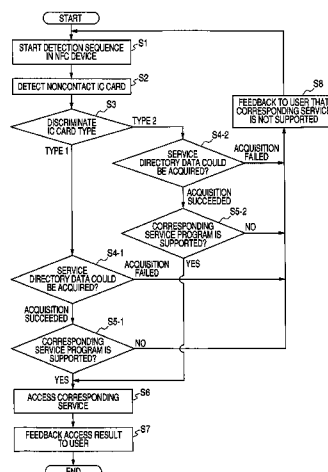 START
S1
START DETECTION SEQUENCE
IN NFC DEVICE
S2
DETECT NONCONTACT IC CARD
S3
DISCRIMINATE
IC CARD TYPE
TYPE 2
TYPE 1
S8
FEEDBACK TO USER THAT
CORRESPONDING SERVICE
IS NOT SUPPORTED
S4-2
SERVICE
DIRECTORY DATA COULD
BE ACQUIRED?
ACQUISITION
FAILED
ACQUISITION
SUCCEEDED
S5-2
CORRESPONDING
SERVICE PROGRAM IS
SUPPORTED?
NO
YES
S4-1
SERVICE
DIRECTORY DATA COULD
BE ACQUIRED?
ACQUISITION
FAILED
ACQUISITION
SUCCEEDED
S5-1
CORRESPONDING
SERVICE PROGRAM IS
SUPPORTED?
NO
YES
S6
ACCESS CORRESPONDING
SERVICE
S7
FEEDBACK ACCESS RESULT
TO USER
END